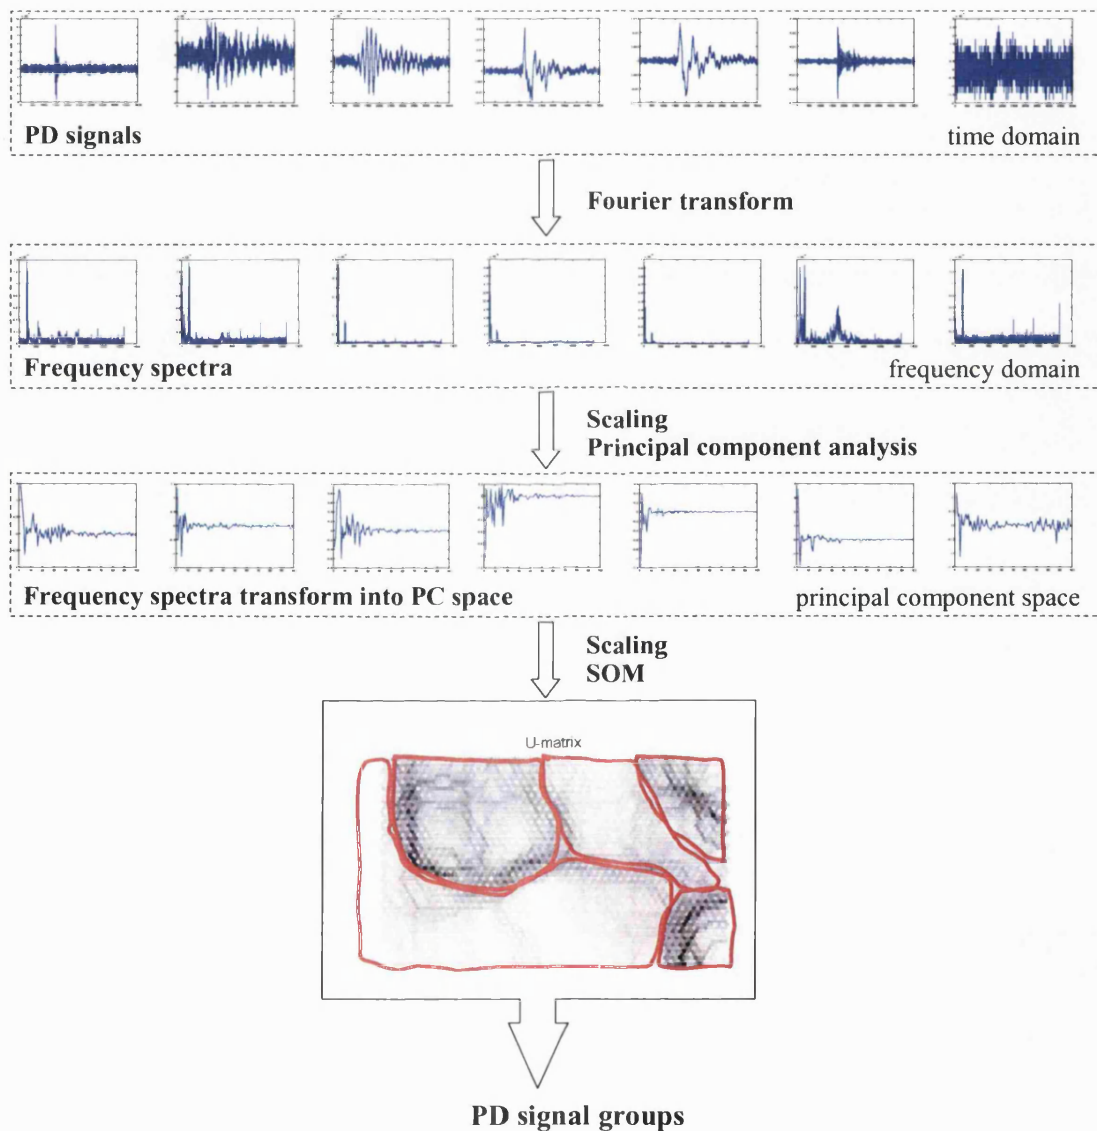 PD signals
time domain
Fourier transform
Frequency spectra
frequency domain
Scaling
Principal component analysis
Frequency spectra transform into PC space
principal component space
Scaling
SOM
U-matrix
PD signal groups